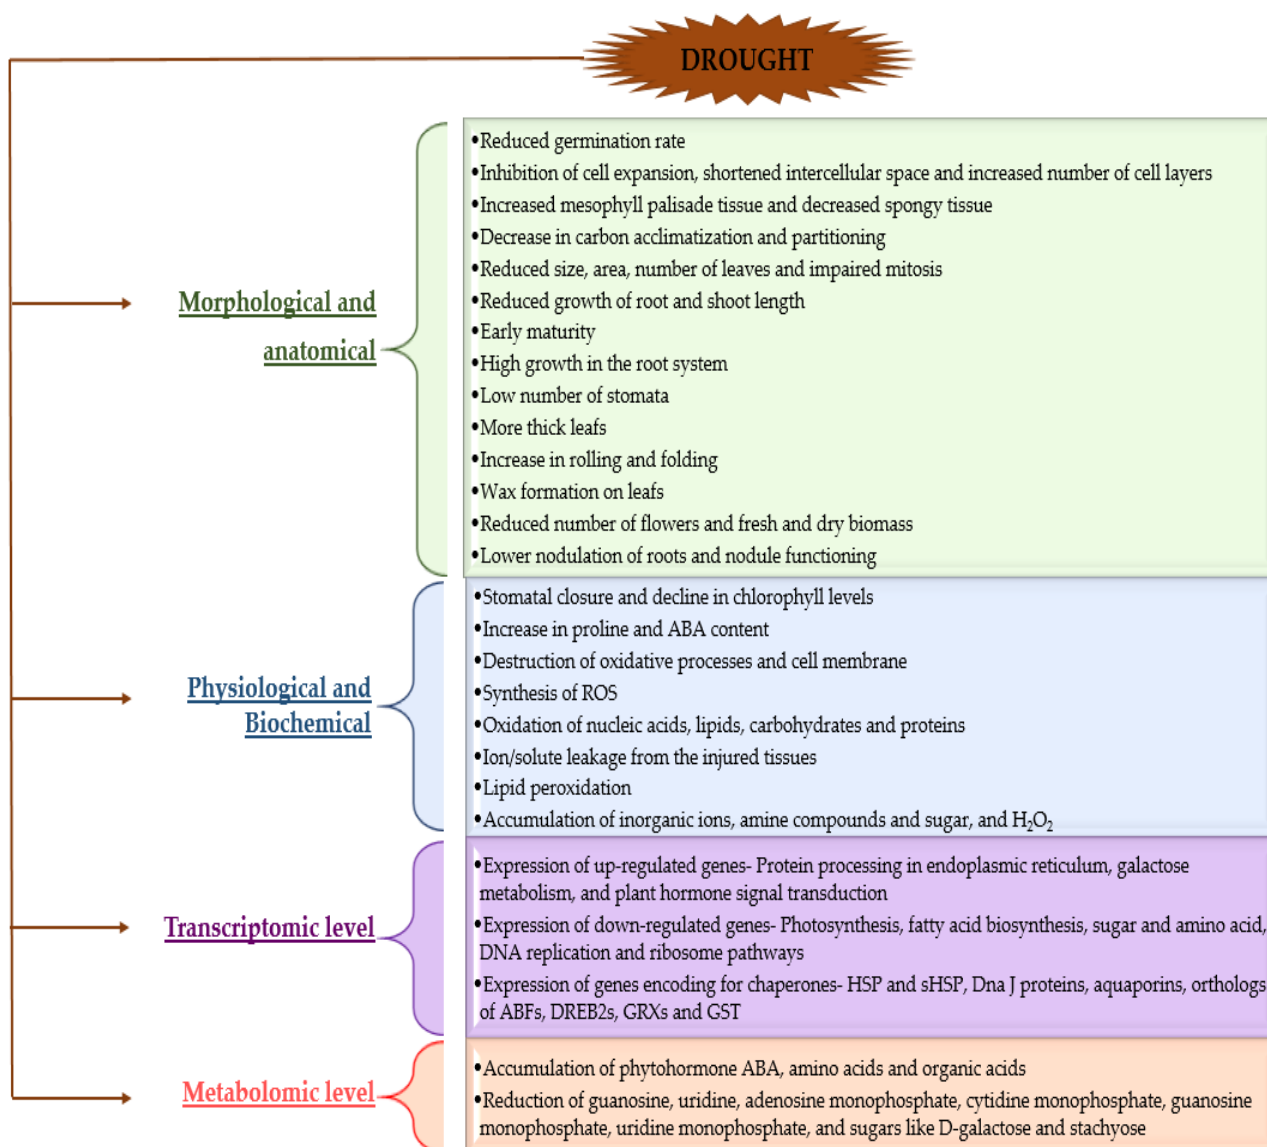 DROUGHT
Morphological and
anatomical
•Reduced germination rate
•Inhibition of cell expansion, shortened intercellular space and increased number of cell layers
•Increased mesophyll palisade tissue and decreased spongy tissue
•Decrease in carbon acclimatization and partitioning
•Reduced size, area, number of leaves and impaired mitosis
•Reduced growth of root and shoot length
•Early maturity
•High growth in the root system
•Low number of stomata
•More thick leafs
•Increase in rolling and folding
•Wax formation on leafs
•Reduced number of flowers and fresh and dry biomass
•Lower nodulation of roots and nodule functioning
Physiological and
Biochemical
•Stomatal closure and decline in chlorophyll levels
•Increase in proline and ABA content
•Destruction of oxidative processes and cell membrane
•Synthesis of ROS
•Oxidation of nucleic acids, lipids, carbohydrates and proteins
•Ion/solute leakage from the injured tissues
•Lipid peroxidation
•Accumulation of inorganic ions, amine compounds and sugar, and H₂O₂
Transcriptomic level
•Expression of up-regulated genes- Protein processing in endoplasmic reticulum, galactose
metabolism, and plant hormone signal transduction
•Expression of down-regulated genes- Photosynthesis, fatty acid biosynthesis, sugar and amino acid,
DNA replication and ribosome pathways
•Expression of genes encoding for chaperones- HSP and sHSP, Dna J proteins, aquaporins, orthologs
of ABFs, DREB2s, GRXs and GST
Metabolomic level
•Accumulation of phytohormone ABA, amino acids and organic acids
•Reduction of guanosine, uridine, adenosine monophosphate, cytidine monophosphate, guanosine
monophosphate, uridine monophosphate, and sugars like D-galactose and stachyose